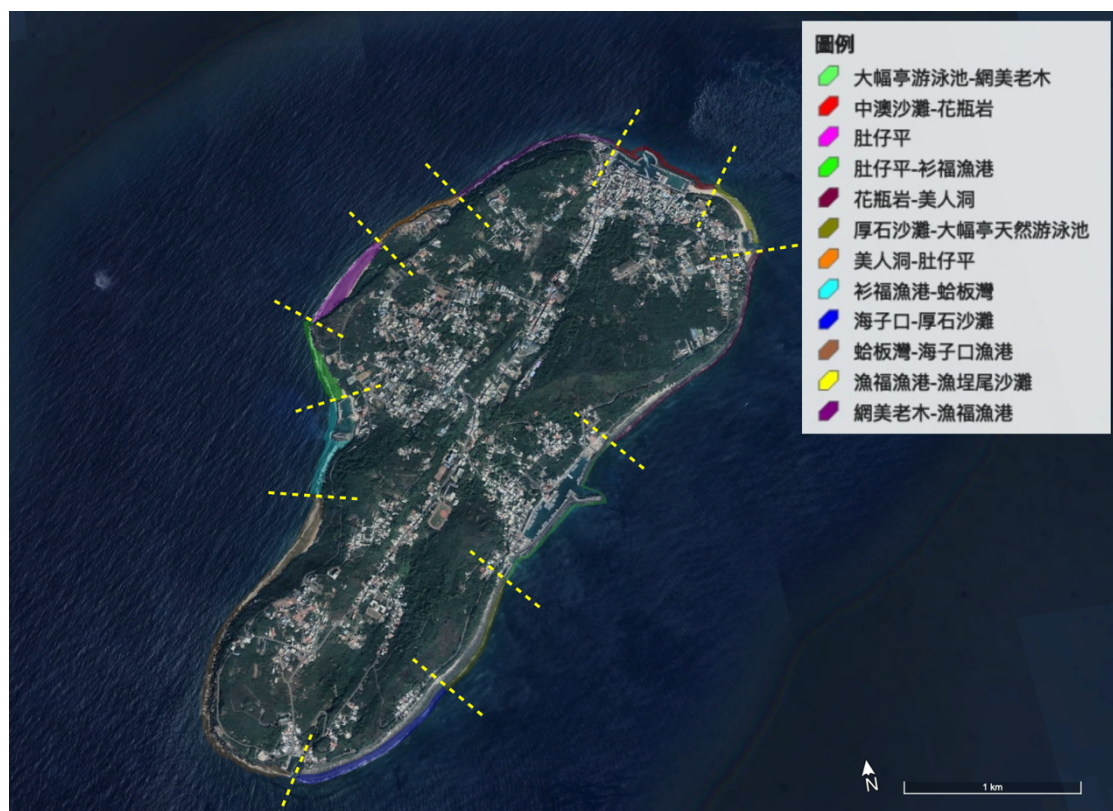 圖例
大幅亭游泳池-網美老木
中澳沙灘-花瓶岩
肚仔平
肚仔平-衫福漁港
花瓶岩-美人洞
厚石沙灘-大幅亭天然游泳池
美人洞-肚仔平
衫福漁港-蛤板灣
海子口-厚石沙灘
蛤板灣-海子口漁港
漁福漁港-漁埕尾沙灘
網美老木-漁福漁港
N
1 km